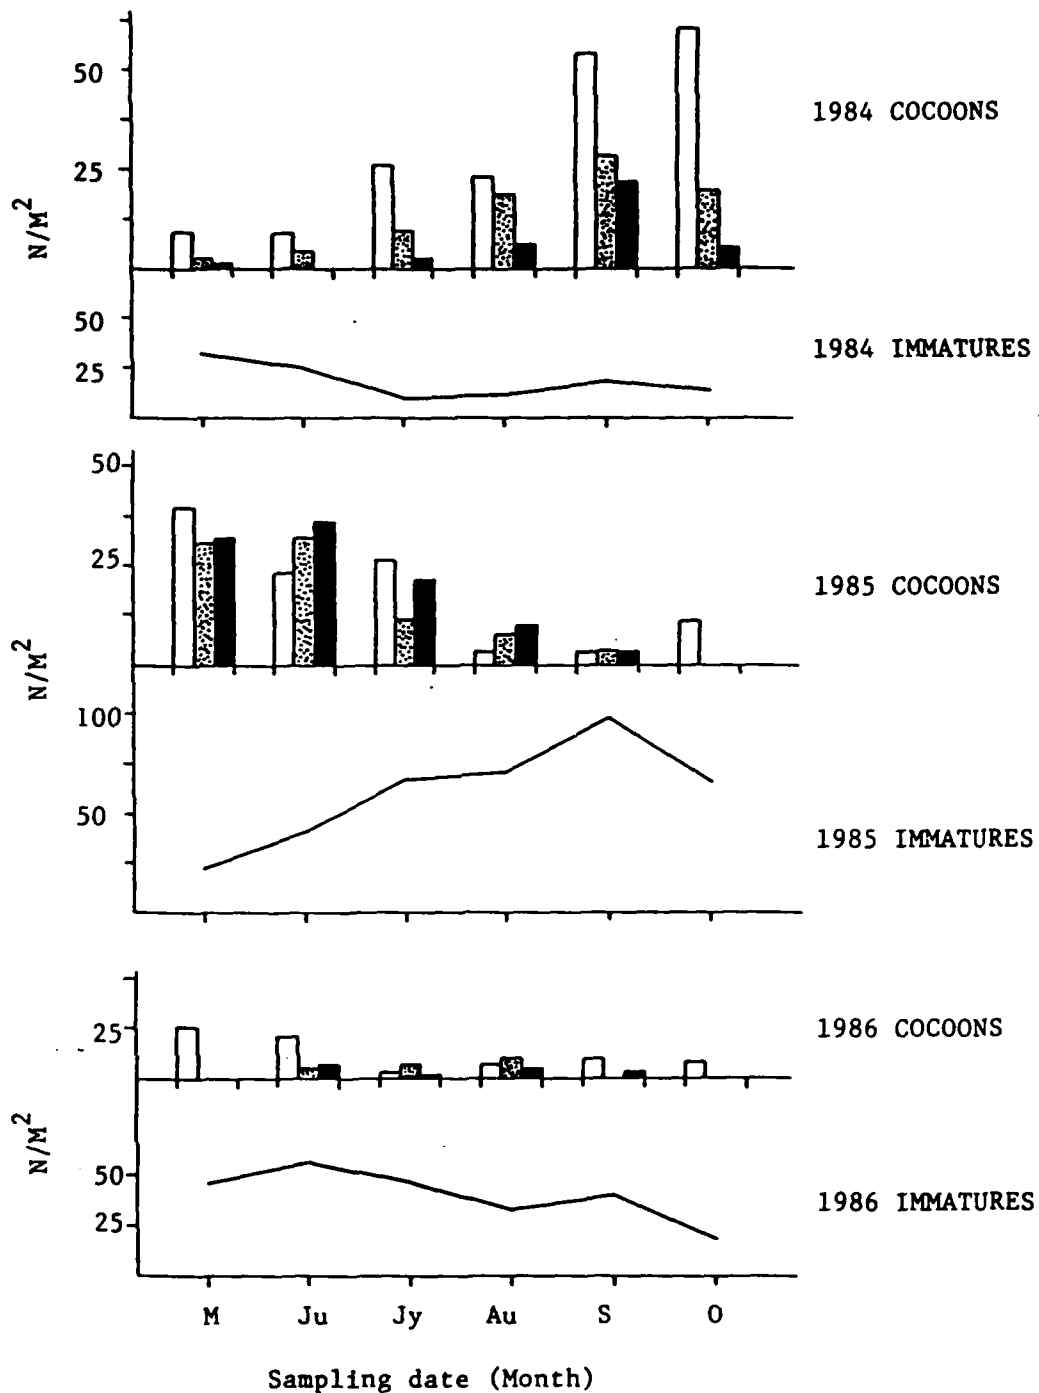 50
25
N/M2
1984 COCOONS
50
25
1984 IMMATURES
50
25
N/M2
1985 COCOONS
100
50
1985 IMMATURES
25
N/M2
1986 COCOONS
50
25
1986 IMMATURES
M Ju Jy Au S O
Sampling date (Month)